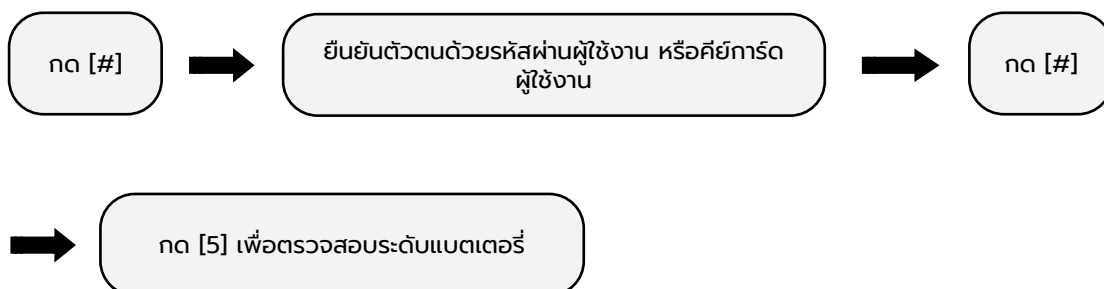 กด [#]
ยืนยันตัวตนด้วยรหัสผ่านผู้ใช้งาน หรือคีย์การ์ด
ผู้ใช้งาน
กด [#]
กด [5] เพื่อตรวจสอบระดับแบตเตอรี่